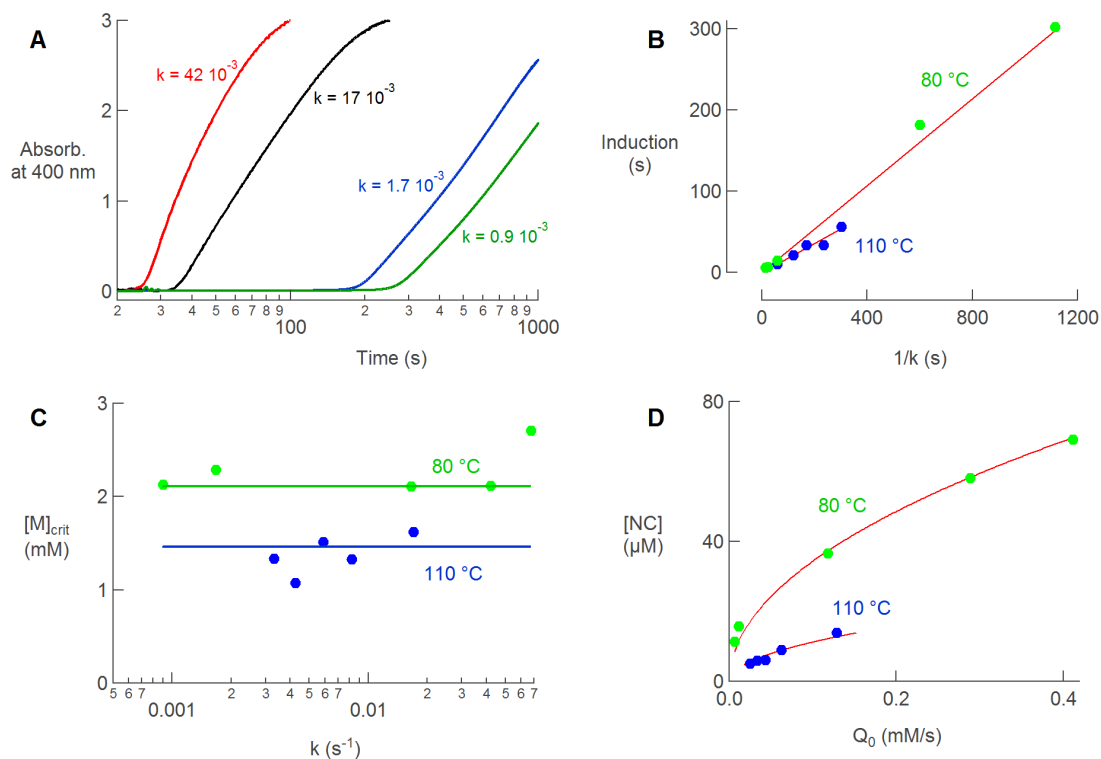 A
3
2
1
0
Absorb.
at 400 nm
k = 42 10⁻³
k = 17 10⁻³
k = 1.7 10⁻³
k = 0.9 10⁻³
2 3 4 5 6 7 8 9 100 2 3 4 5 6 7 8 9 1000
Time (s)
B
300
200
100
0
Induction
(s)
80 °C
110 °C
0 400 800 1200
1/k (s)
C
3
2
1
0
[M]crit
(mM)
80 °C
110 °C
5 6 7 0.001 2 3 4 5 6 7 0.01 2 3 4 5 6 7
k (s⁻¹)
D
80
40
0
[NC]
(µM)
80 °C
110 °C
0.0 0.2 0.4
Q₀ (mM/s)